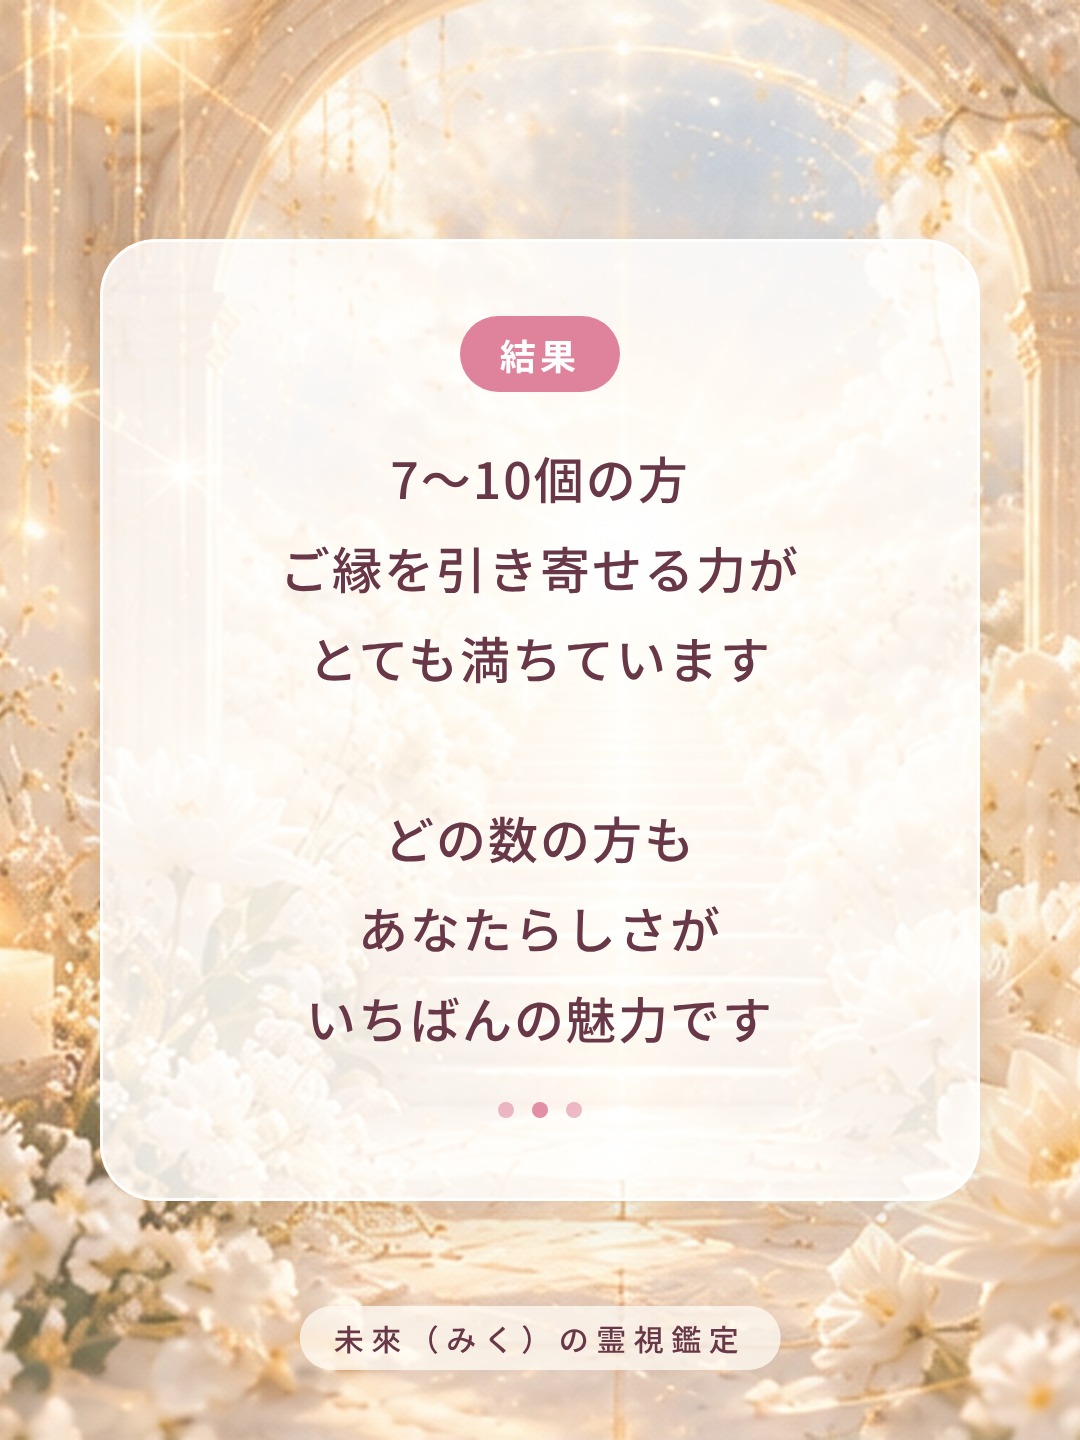 結果
7〜10個の方
ご縁を引き寄せる力が
とても満ちています
どの数の方も
あなたらしさが
いちばんの魅力です
未來（みく）の霊視鑑定